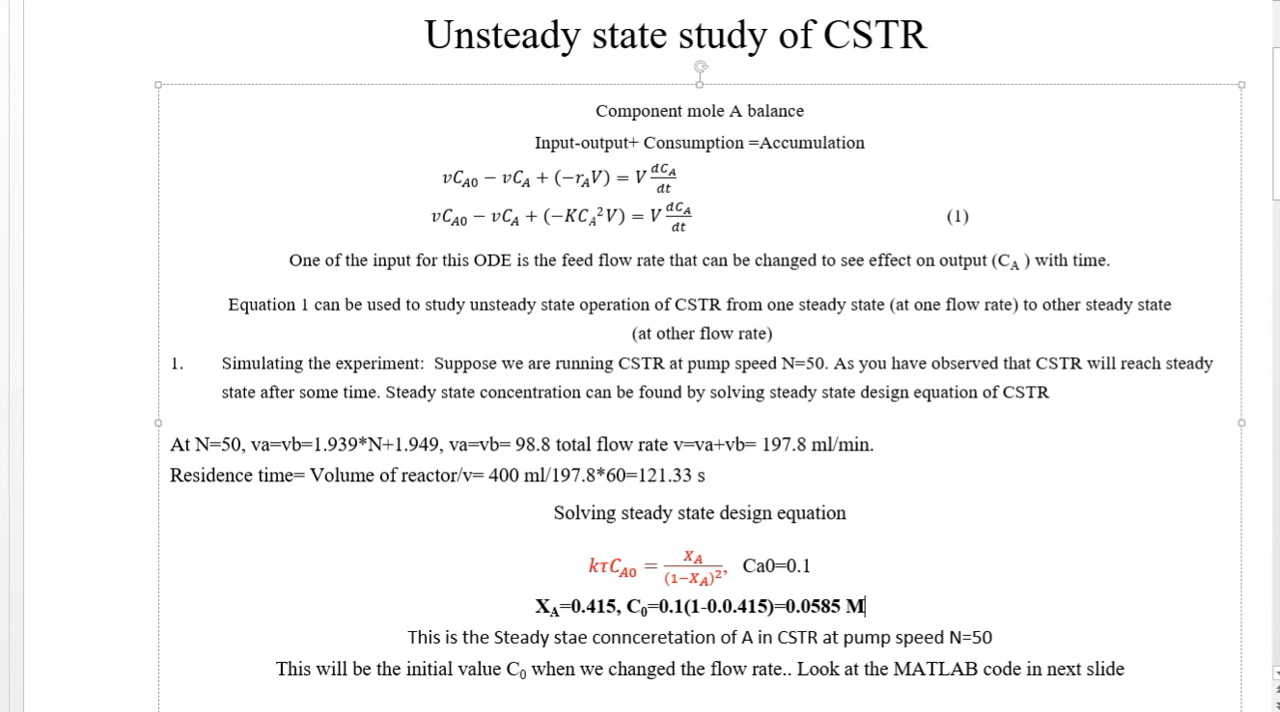 Unsteady state study of CSTR
Component mole A balance
Input-output+ Consumption =Accumulation
vC_{A0} − vC_A + (−r_A V) = V dC_A/dt
vC_{A0} − vC_A + (−KC_A²V) = V dC_A/dt (1)
One of the input for this ODE is the feed flow rate that can be changed to see effect on output (C_A ) with time.
Equation 1 can be used to study unsteady state operation of CSTR from one steady state (at one flow rate) to other steady state
(at other flow rate)
1. Simulating the experiment: Suppose we are running CSTR at pump speed N=50. As you have observed that CSTR will reach steady
state after some time. Steady state concentration can be found by solving steady state design equation of CSTR
At N=50, va=vb=1.939*N+1.949, va=vb= 98.8 total flow rate v=va+vb= 197.8 ml/min.
Residence time= Volume of reactor/v= 400 ml/197.8*60=121.33 s
Solving steady state design equation
kτC_{A0} = X_A/(1−X_A)², Ca0=0.1
X_A=0.415, C_0=0.1(1-0.0.415)=0.0585 M
This is the Steady stae connceretation of A in CSTR at pump speed N=50
This will be the initial value C_0 when we changed the flow rate.. Look at the MATLAB code in next slide